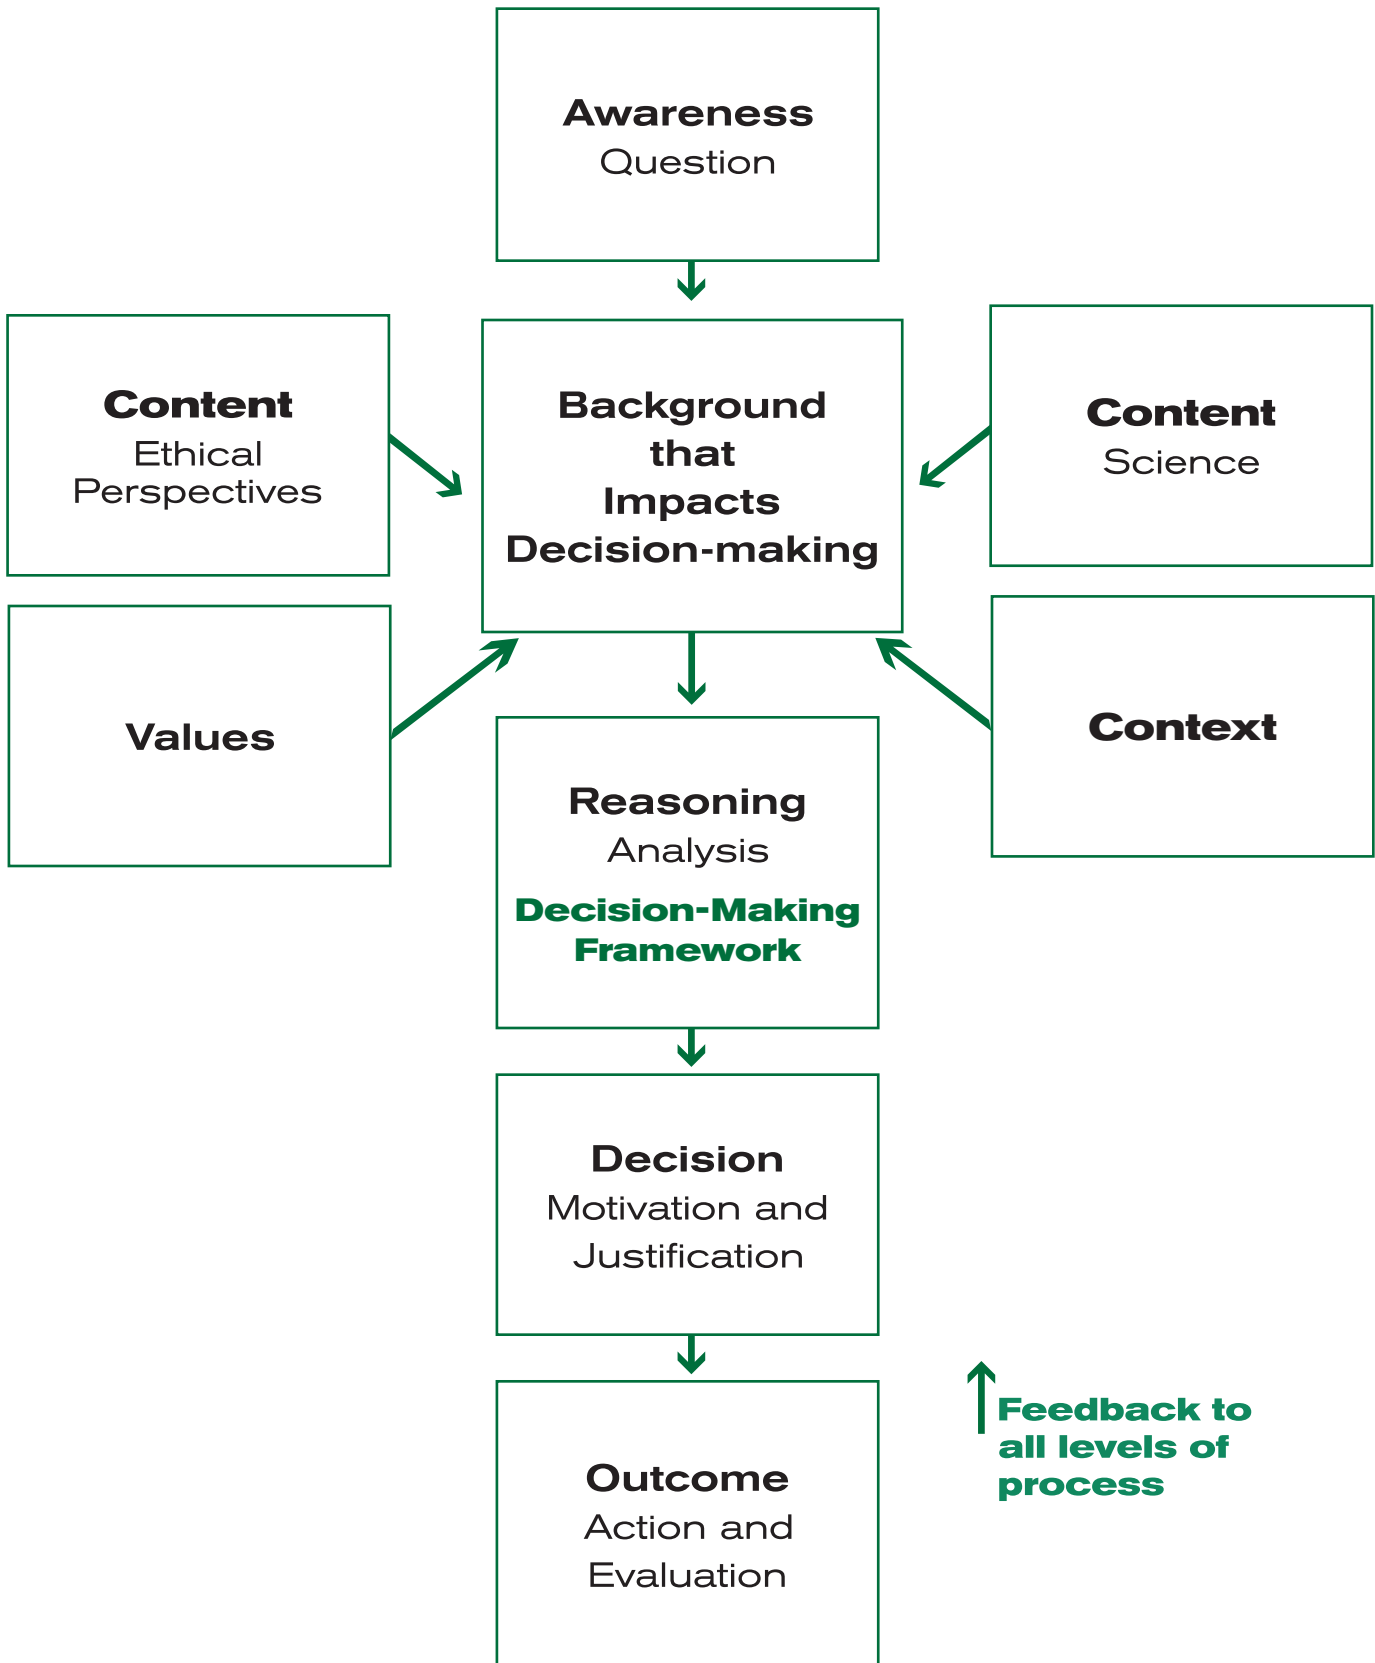 Awareness
Question
Content
Ethical
Perspectives
Background
that
Impacts
Decision-making
Content
Science
Values
Context
Reasoning
Analysis
Decision-Making
Framework
Decision
Motivation and
Justification
Outcome
Action and
Evaluation
Feedback to
all levels of
process